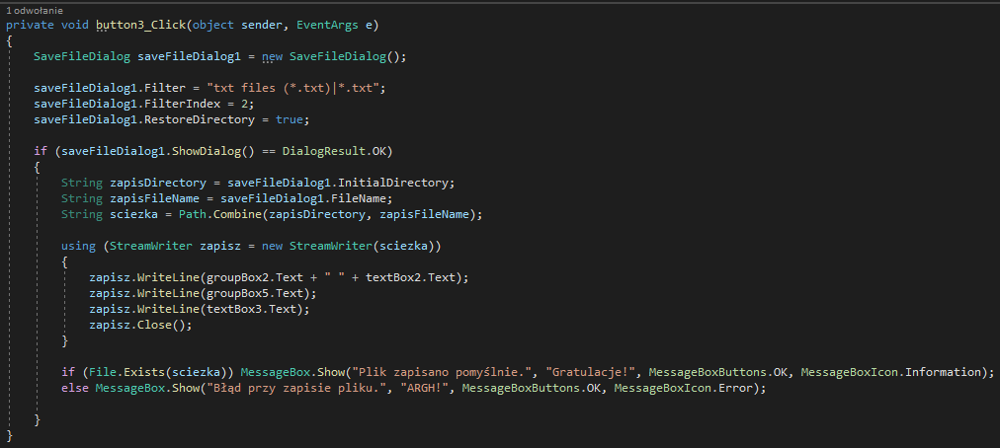 1 odwołanie
private void button3_Click(object sender, EventArgs e)
{
SaveFileDialog saveFileDialog1 = new SaveFileDialog();
saveFileDialog1.Filter = "txt files (*.txt)|*.txt";
saveFileDialog1.FilterIndex = 2;
saveFileDialog1.RestoreDirectory = true;
if (saveFileDialog1.ShowDialog() == DialogResult.OK)
{
String zapisDirectory = saveFileDialog1.InitialDirectory;
String zapisFileName = saveFileDialog1.FileName;
String sciezka = Path.Combine(zapisDirectory, zapisFileName);
using (StreamWriter zapisz = new StreamWriter(sciezka))
{
zapisz.WriteLine(groupBox2.Text + " " + textBox2.Text);
zapisz.WriteLine(groupBox5.Text);
zapisz.WriteLine(textBox3.Text);
zapisz.Close();
}
if (File.Exists(sciezka)) MessageBox.Show("Plik zapisano pomyślnie.", "Gratulacje!", MessageBoxButtons.OK, MessageBoxIcon.Information);
else MessageBox.Show("Błąd przy zapisie pliku.", "ARGH!", MessageBoxButtons.OK, MessageBoxIcon.Error);
}
}